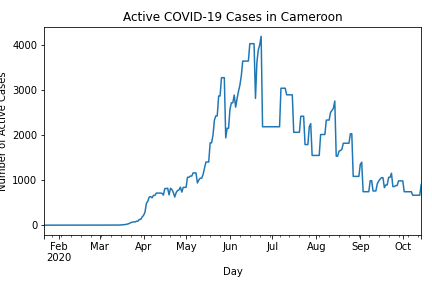 Active COVID-19 Cases in Cameroon
Number of Active Cases
4000
3000
2000
1000
0
Feb Mar Apr May Jun Jul Aug Sep Oct
2020
Day